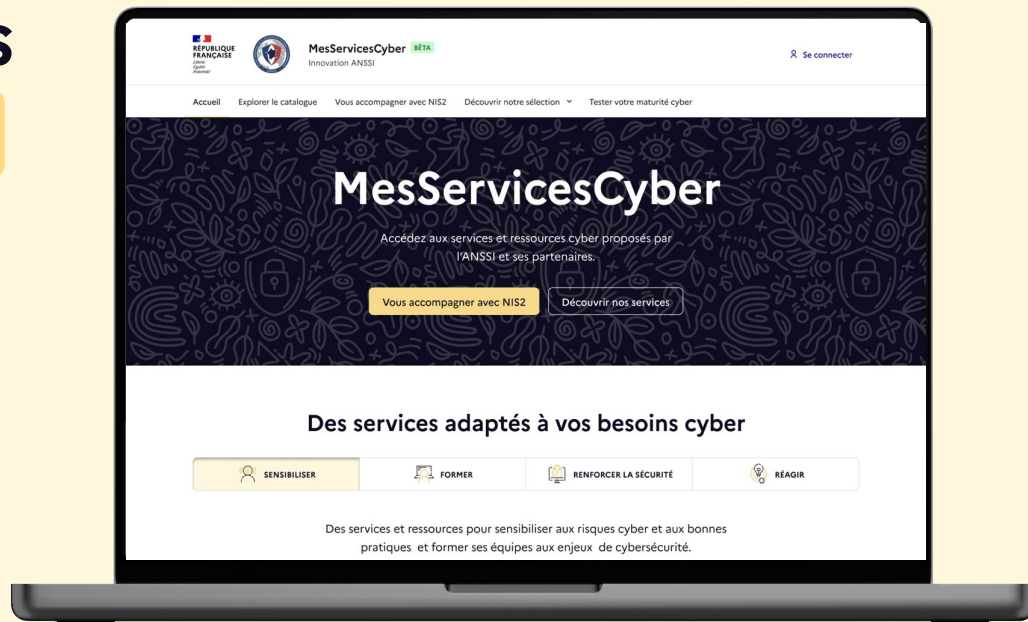 S
RÉPUBLIQUE
FRANÇAISE
Liberté
Égalité
Fraternité
MesServicesCyber BÊTA
Innovation ANSSI
Se connecter
Accueil Explorer le catalogue Vous accompagner avec NIS2 Découvrir notre sélection Tester votre maturité cyber
MesServicesCyber
Accédez aux services et ressources cyber proposés par
l'ANSSI et ses partenaires.
Vous accompagner avec NIS2 Découvrir nos services
Des services adaptés à vos besoins cyber
SENSIBILISER FORMER RENFORCER LA SÉCURITÉ RÉAGIR
Des services et ressources pour sensibiliser aux risques cyber et aux bonnes
pratiques et former ses équipes aux enjeux de cybersécurité.